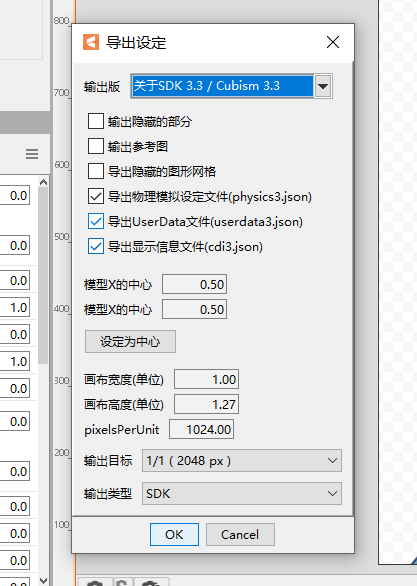 800
700
600
500
400
300
200
100
0.0
0.0
0.0
1.0
0.0
1.0
0.0
0.0
0.0
0.0
0.0
0.0
导出设定
输出版 关于SDK 3.3 / Cubism 3.3
输出隐藏的部分
输出参考图
导出隐藏的图形网格
导出物理模拟设定文件(physics3.json)
导出UserData文件(userdata3.json)
导出显示信息文件(cdi3.json)
模型X的中心 0.50
模型X的中心 0.50
设定为中心
画布宽度(单位) 1.00
画布高度(单位) 1.27
pixelsPerUnit 1024.00
输出目标 1/1 ( 2048 px )
输出类型 SDK
OK Cancel